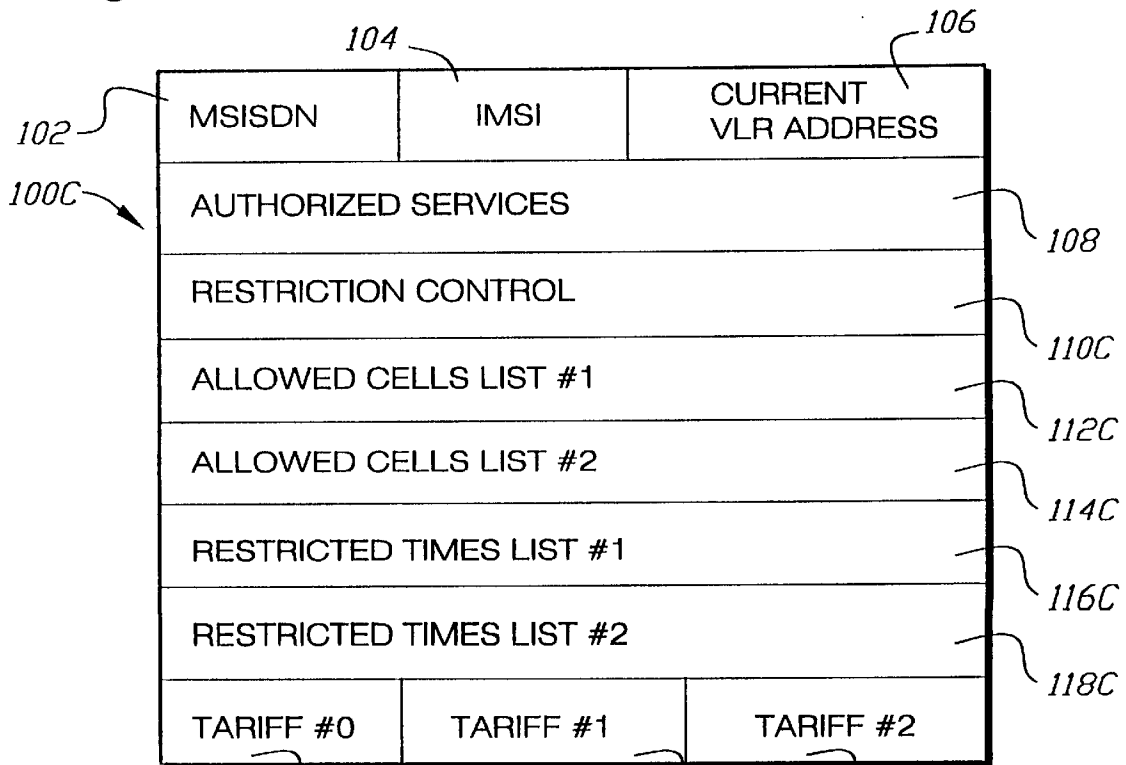 104
106
102
MSISDN
IMSI
CURRENT
VLR ADDRESS
100C
AUTHORIZED SERVICES
108
RESTRICTION CONTROL
110C
ALLOWED CELLS LIST #1
112C
ALLOWED CELLS LIST #2
114C
RESTRICTED TIMES LIST #1
116C
RESTRICTED TIMES LIST #2
118C
TARIFF #0
TARIFF #1
TARIFF #2